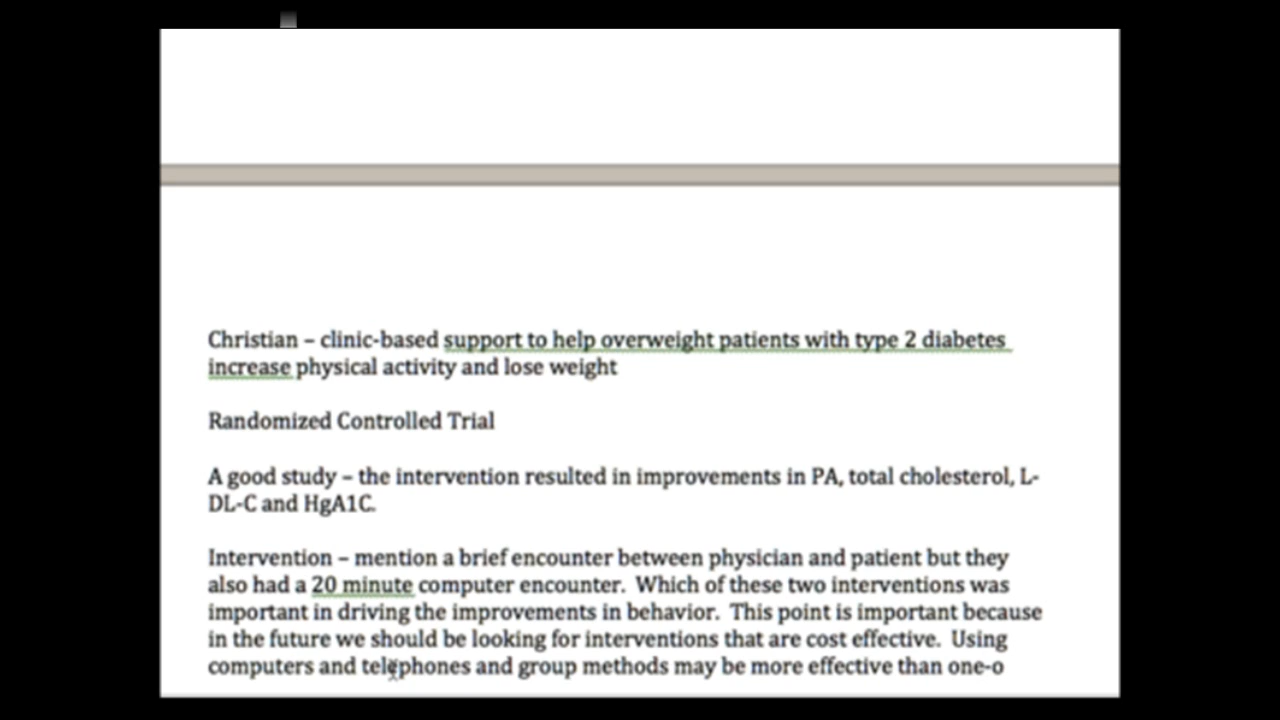 Christian – clinic-based support to help overweight patients with type 2 diabetes
increase physical activity and lose weight
Randomized Controlled Trial
A good study – the intervention resulted in improvements in PA, total cholesterol, L-
DL-C and HgA1C.
Intervention – mention a brief encounter between physician and patient but they
also had a 20 minute computer encounter.  Which of these two interventions was
important in driving the improvements in behavior.  This point is important because
in the future we should be looking for interventions that are cost effective.  Using
computers and telephones and group methods may be more effective than one-o